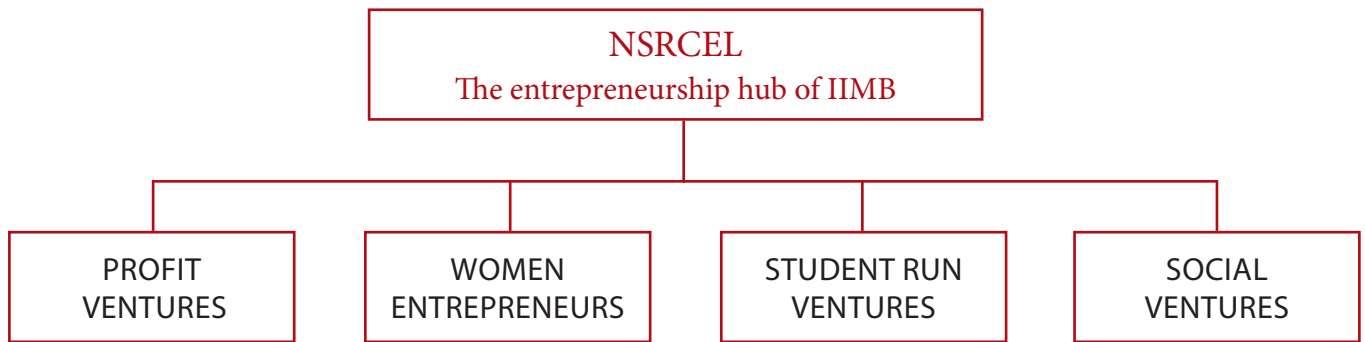 NSRCEL
The entrepreneurship hub of IIMB
PROFIT
VENTURES
WOMEN
ENTREPRENEURS
STUDENT RUN
VENTURES
SOCIAL
VENTURES